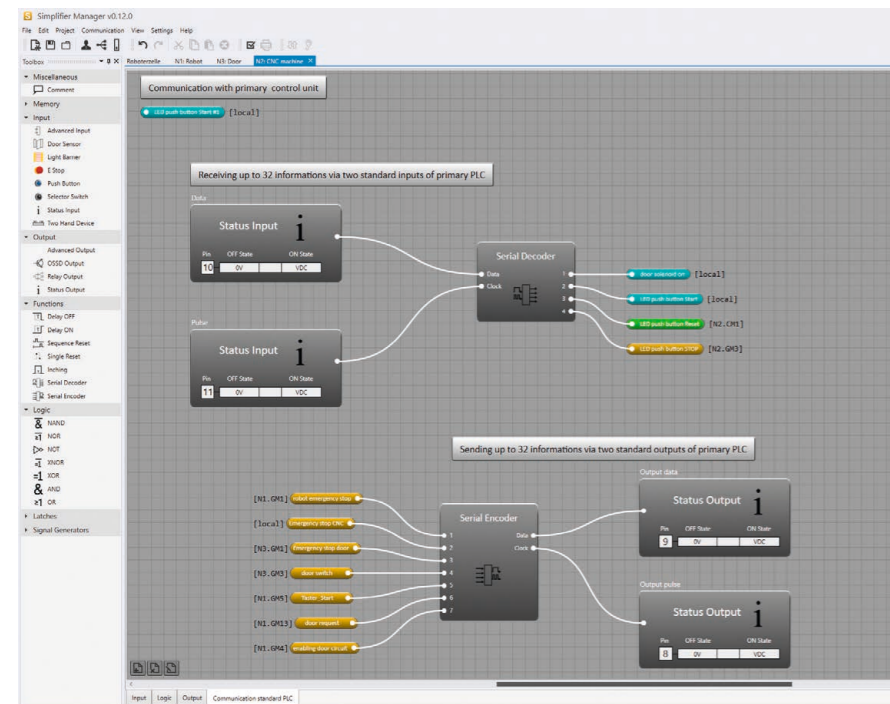 Simplifier Manager v0.12.0
File Edit Project Communication View Settings Help
Toolbox
Roboterzelle N1: Robot N3: Door N2: CNC machine
Miscellaneous
Comment
Memory
Input
Advanced Input
Door Sensor
Light Barrier
E Stop
Push Button
Selector Switch
Status Input
Two Hand Device
Output
Advanced Output
OSSD Output
Relay Output
Status Output
Functions
Delay OFF
Delay ON
Sequence Reset
Single Reset
Inching
Serial Decoder
Serial Encoder
Logic
NAND
NOR
NOT
XNOR
XOR
AND
OR
Latches
Signal Generators
Communication with primary control unit
LED push button Start #1 [local]
Receiving up to 32 informations via two standard inputs of primary PLC
Data
Status Input
Pin OFF State ON State
10 0V VDC
Serial Decoder
Data 1
Clock 2
3
4
door solenoid on [local]
LED push button Start [local]
LED push button Reset [N2.CM1]
LED push button STOP [N2.GM3]
Status Input
Pin OFF State ON State
11 0V VDC
Sending up to 32 informations via two standard outputs of primary PLC
[N1.GM1] robot emergency stop
[local] Emergency stop CNC
[N3.GM1] Emergency stop door
[N3.GM3] door switch
[N1.GM5] Taster_Start
[N1.GM13] door request
[N1.GM4] enabling door circuit
Serial Encoder
1 Data
2 Clock
3
4
5
6
7
Output data
Status Output
Pin OFF State ON State
9 0V VDC
Output pulse
Status Output
Pin OFF State ON State
8 0V VDC
Input Logic Output Communication standard PLC